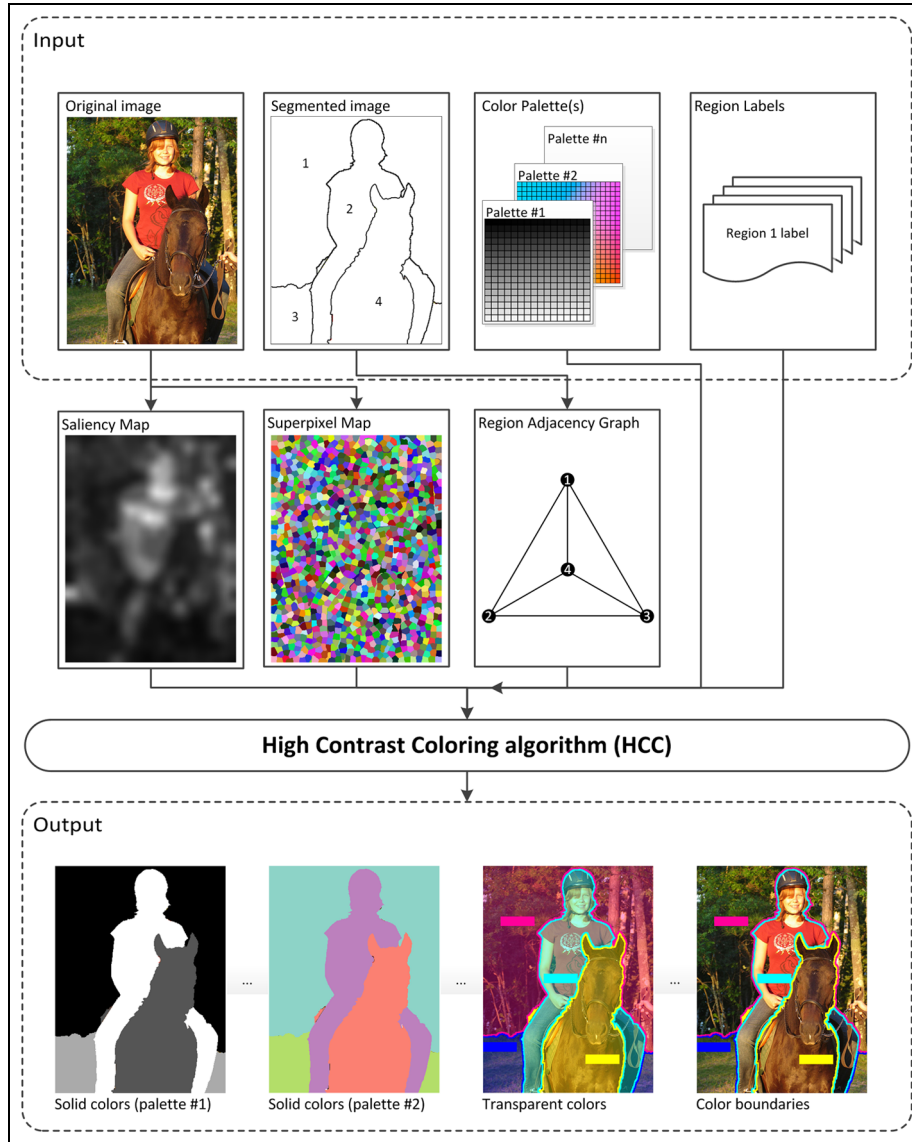 Input
Original image
Segmented image
Color Palette(s)
Region Labels
1
2
3
4
Palette #n
Palette #2
Palette #1
Region 1 label
Saliency Map
Superpixel Map
Region Adjacency Graph
1
4
2
3
High Contrast Coloring algorithm (HCC)
Output
...
...
...
Solid colors (palette #1)
Solid colors (palette #2)
Transparent colors
Color boundaries